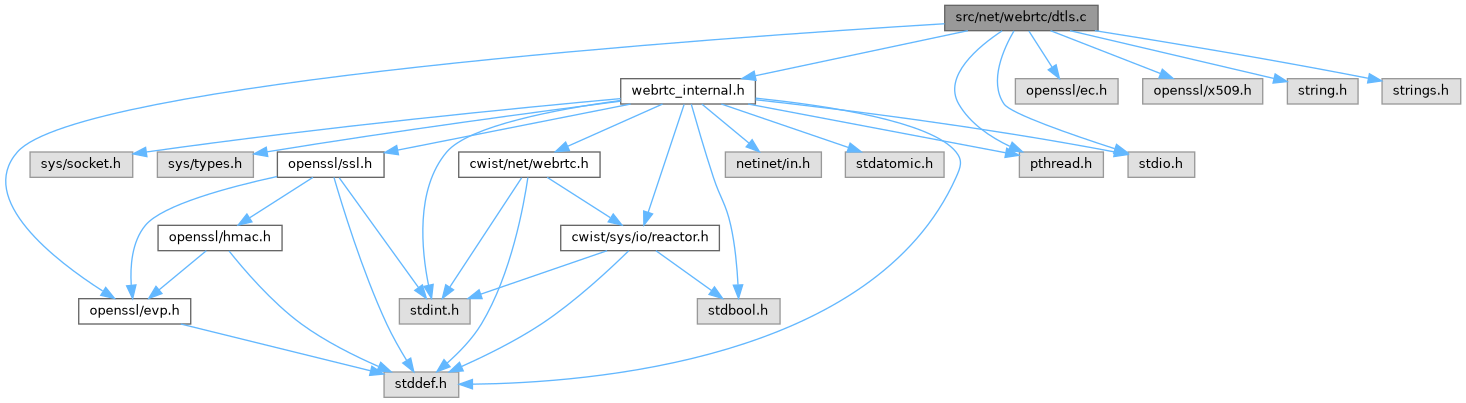 src/net/webrtc/dtls.c
webrtc_internal.h
openssl/ec.h
openssl/x509.h
string.h
strings.h
sys/socket.h
sys/types.h
openssl/ssl.h
cwist/net/webrtc.h
netinet/in.h
stdatomic.h
pthread.h
stdio.h
openssl/hmac.h
cwist/sys/io/reactor.h
openssl/evp.h
stdint.h
stdbool.h
stddef.h